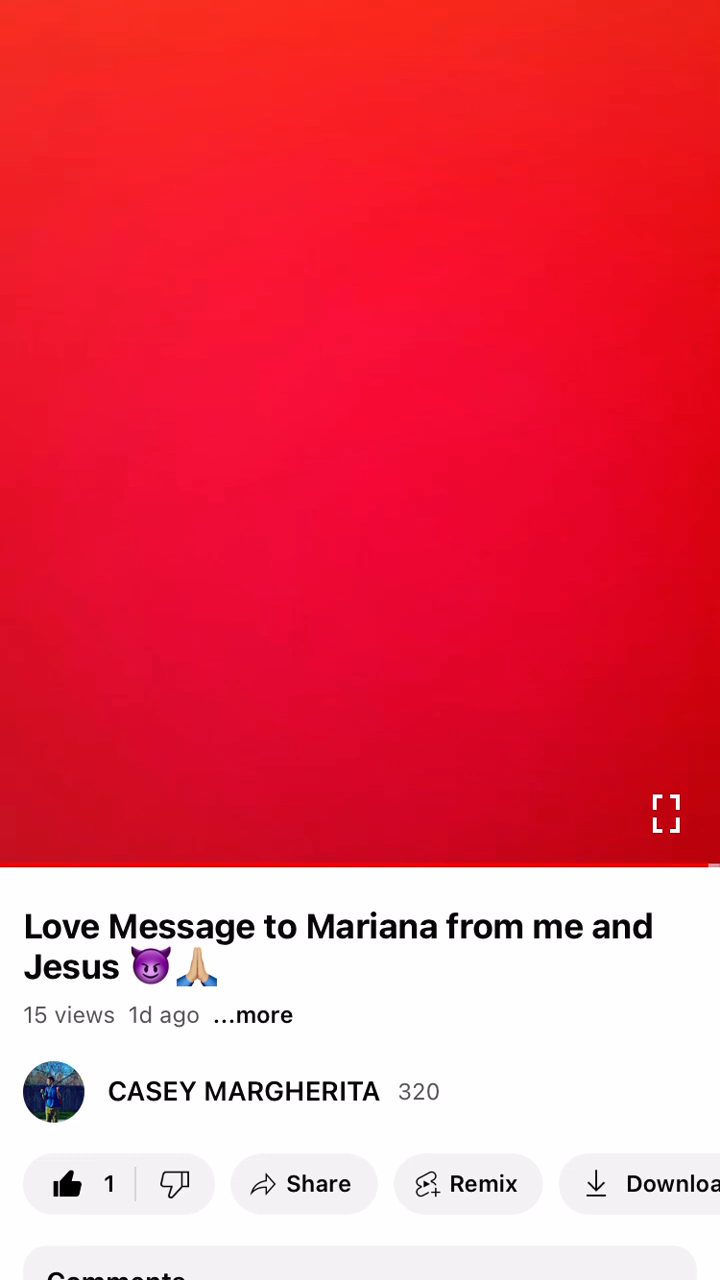 Love Message to Mariana from me and
Jesus 😈🙏🏼
15 views 1d ago ...more
CASEY MARGHERITA 320
1 Share Remix Downloa
Comments